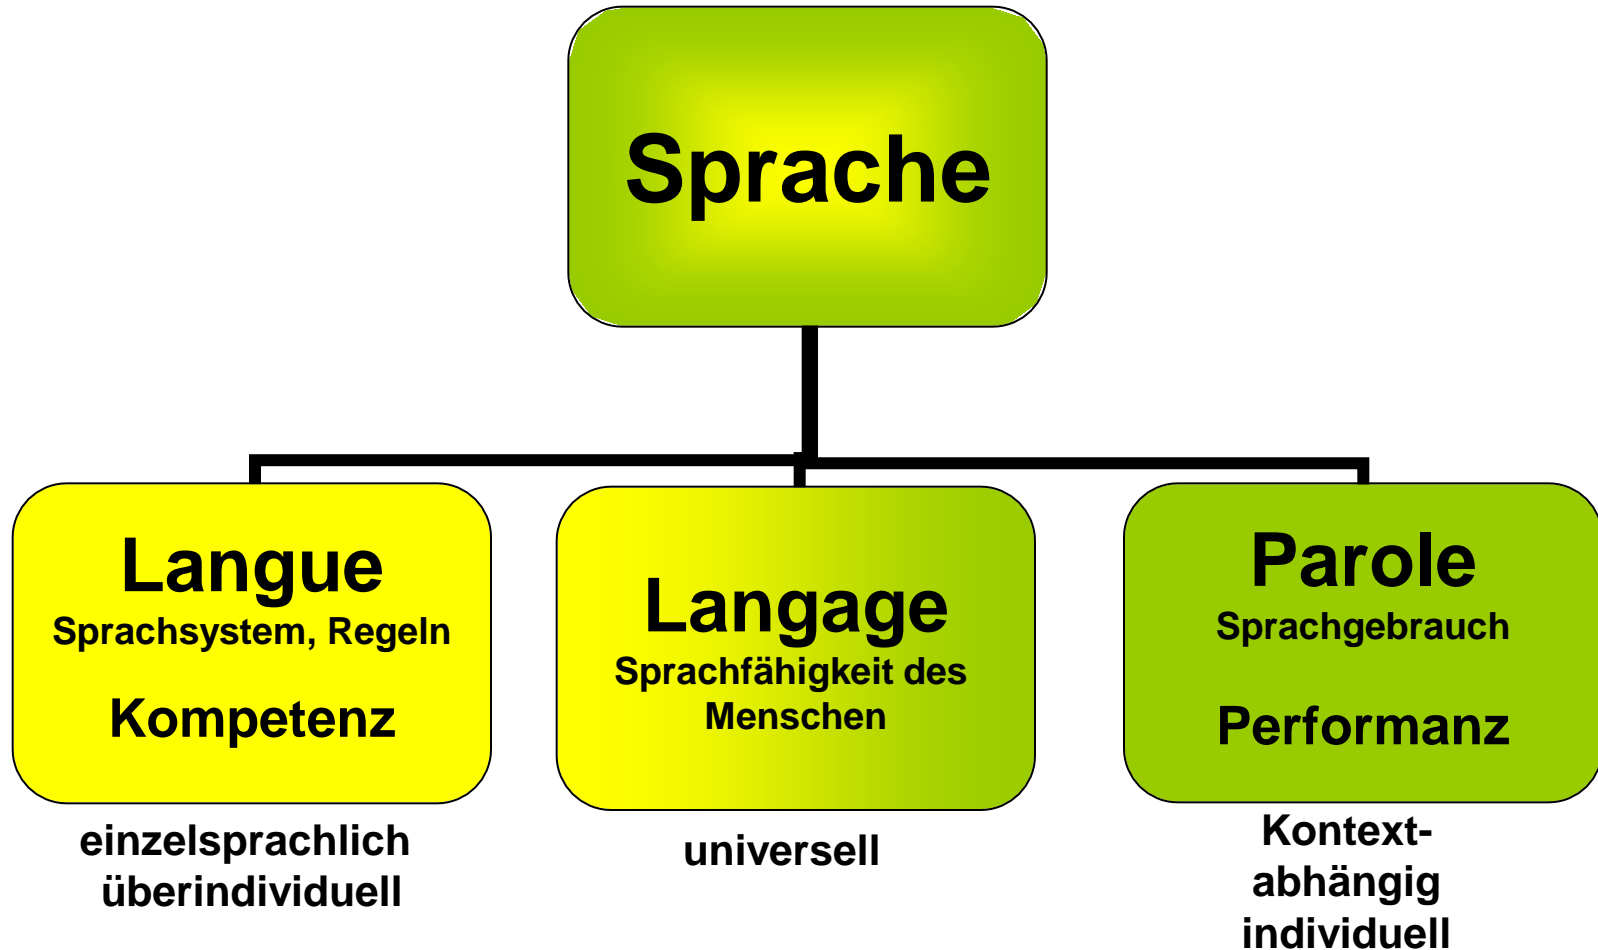 Sprache
Langue
Sprachsystem, Regeln
Kompetenz
einzelsprachlich
überindividuell
Langage
Sprachfähigkeit des
Menschen
universell
Parole
Sprachgebrauch
Performanz
Kontext-
abhängig
individuell